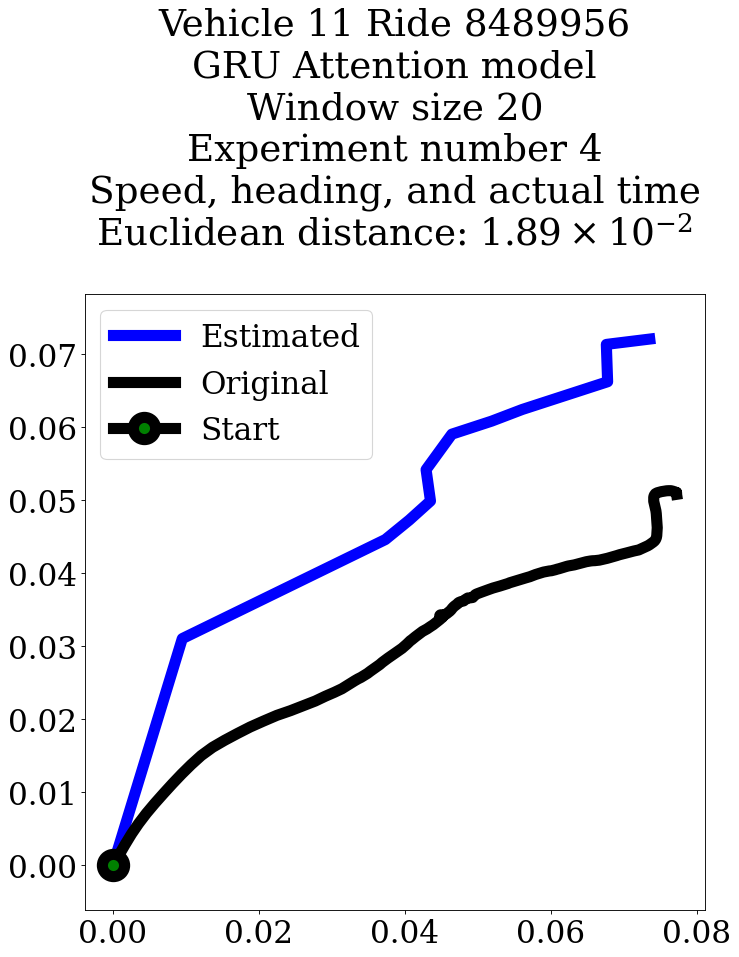 Vehicle 11 Ride 8489956
GRU Attention model
Window size 20
Experiment number 4
Speed, heading, and actual time
Euclidean distance: 1.89 × 10⁻²
Estimated
Original
Start
0.07
0.06
0.05
0.04
0.03
0.02
0.01
0.00
0.00 0.02 0.04 0.06 0.08